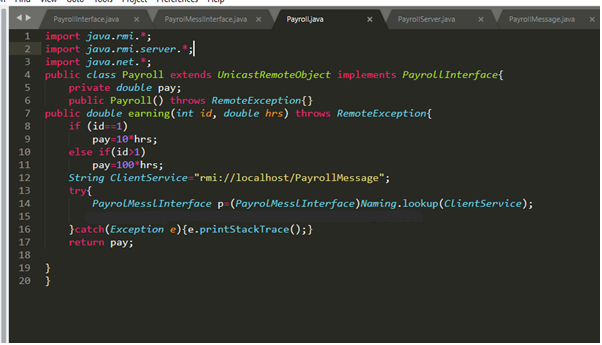 Find View Goto Tools Project Preferences Help
PayrollInterface.java PayrolMesslInterface.java Payroll.java PayrollServer.java PayrollMessage.java
1 import java.rmi.*;
2 import java.rmi.server.*;
3 import java.net.*;
4 public class Payroll extends UnicastRemoteObject implements PayrollInterface{
5 private double pay;
6 public Payroll() throws RemoteException{}
7 public double earning(int id, double hrs) throws RemoteException{
8 if (id==1)
9 pay=10*hrs;
10 else if(id>1)
11 pay=100*hrs;
12 String ClientService="rmi://localhost/PayrollMessage";
13 try{
14 PayrolMesslInterface p=(PayrolMesslInterface)Naming.lookup(ClientService);
15
16 }catch(Exception e){e.printStackTrace();}
17 return pay;
18
19 }
20 }